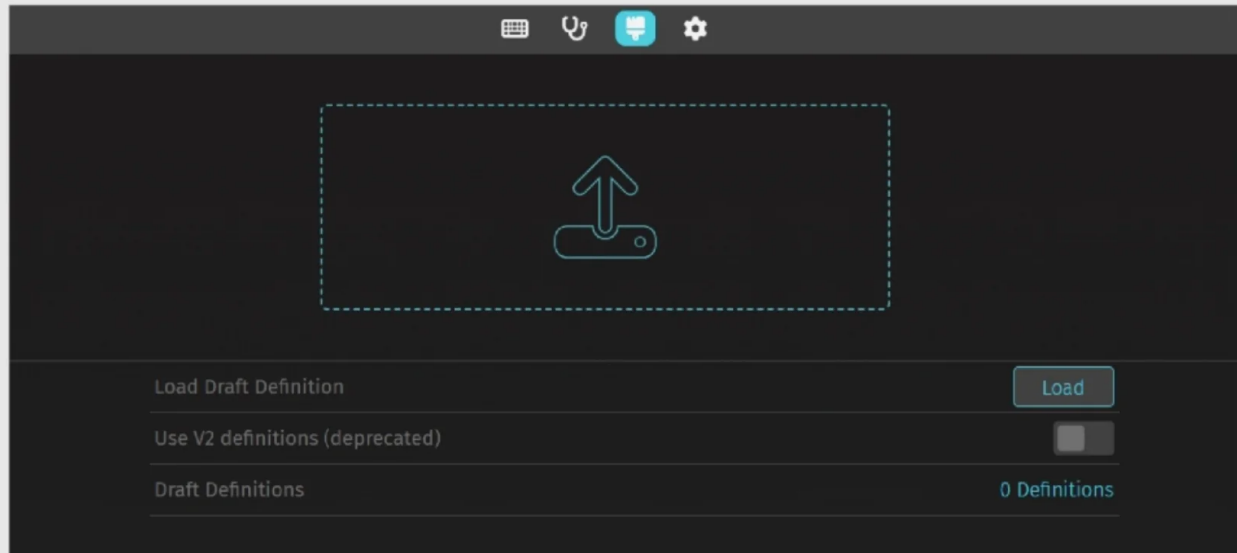 Load Draft Definition
Load
Use V2 definitions (deprecated)
Draft Definitions
0 Definitions